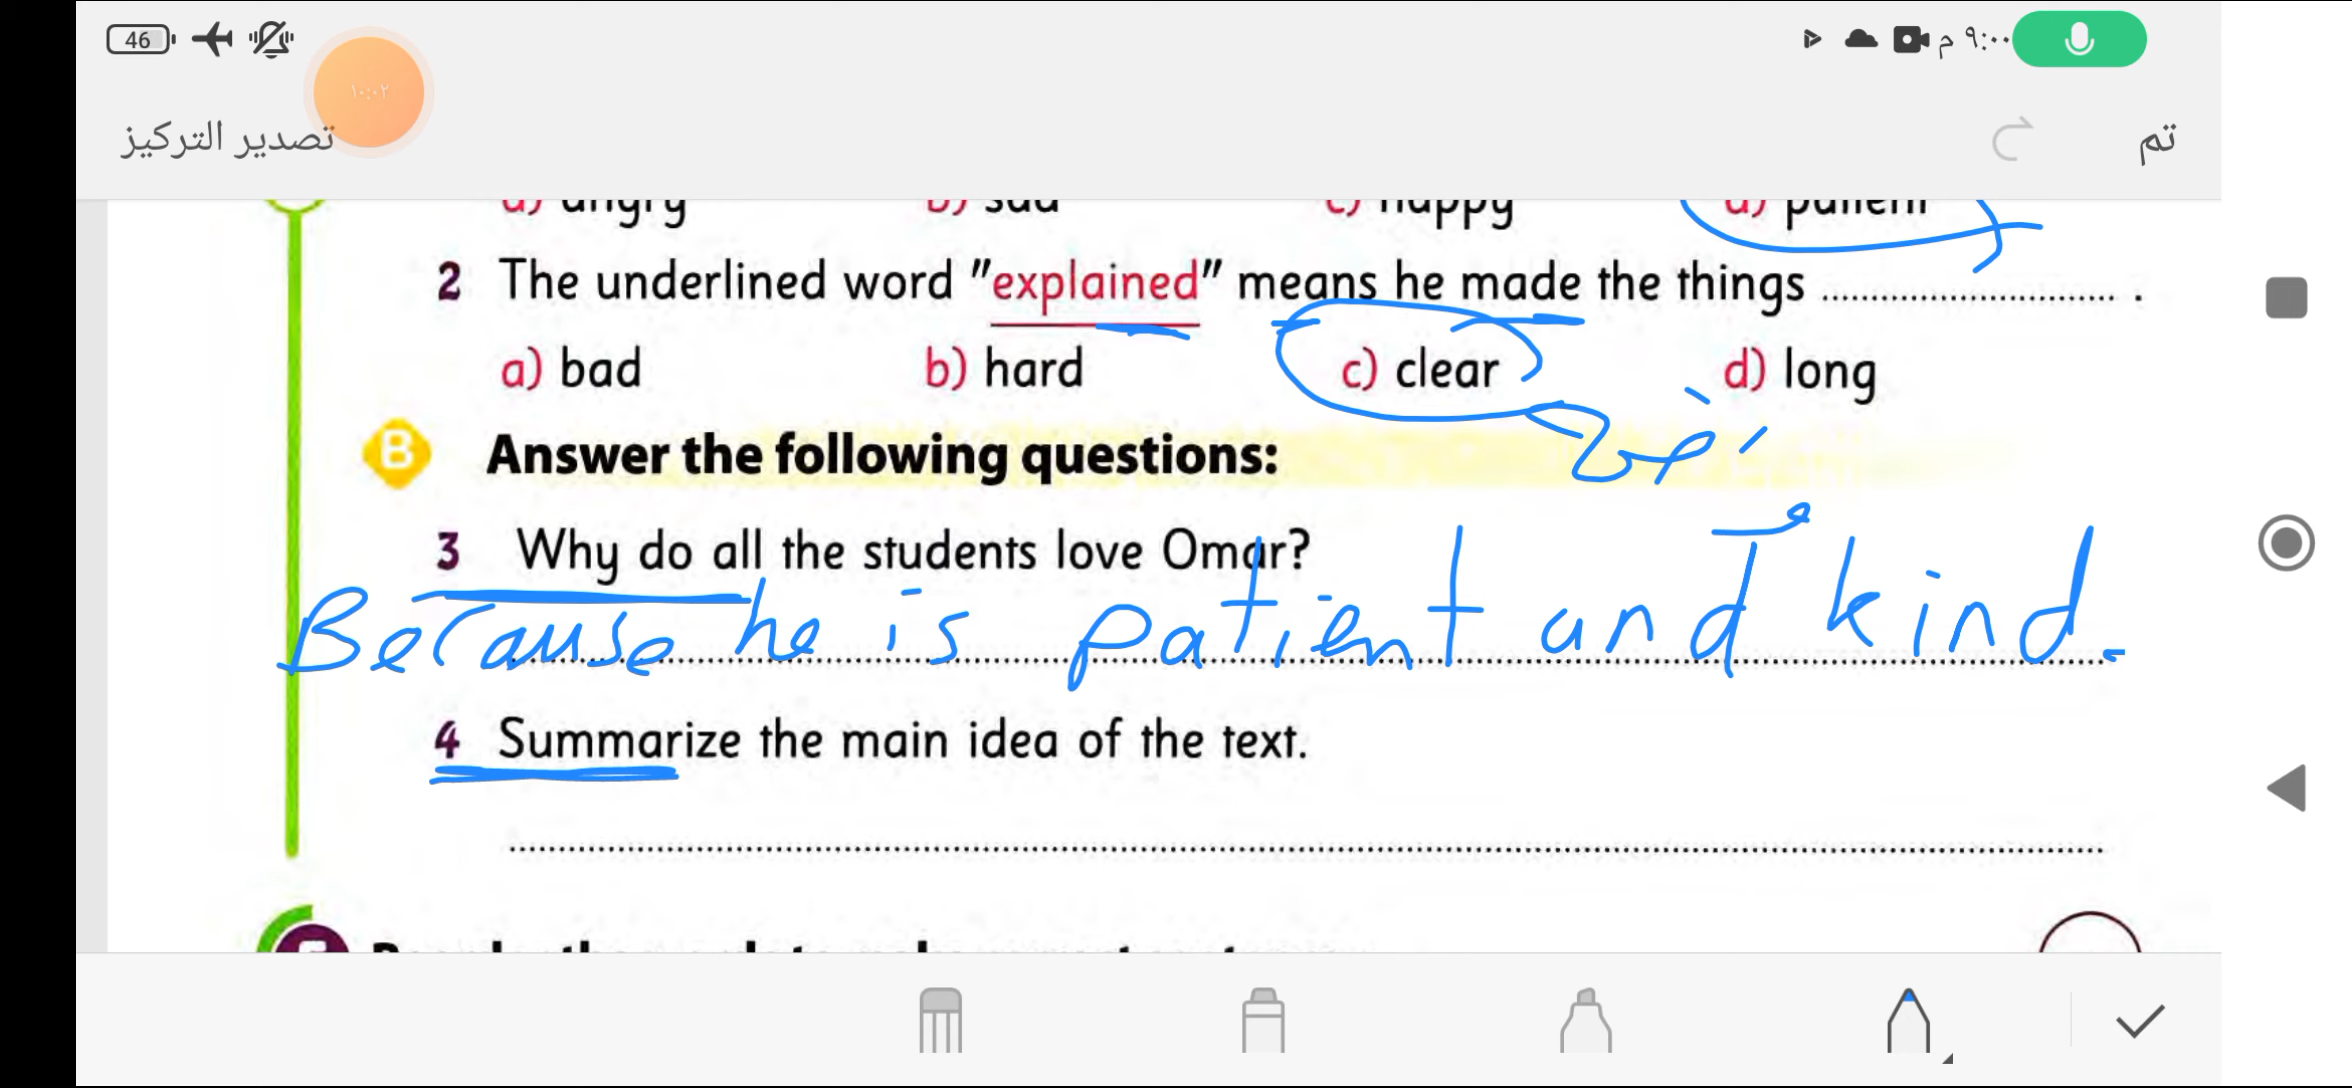 46
٩:٠٠ م
١٠:٠٢
تصدير التركيز
تم
a) angry b) sad c) happy d) patient
2 The underlined word "explained" means he made the things ............................. .
a) bad b) hard c) clear d) long
B Answer the following questions:
3 Why do all the students love Omar?
Because he is patient and kind.
4 Summarize the main idea of the text.